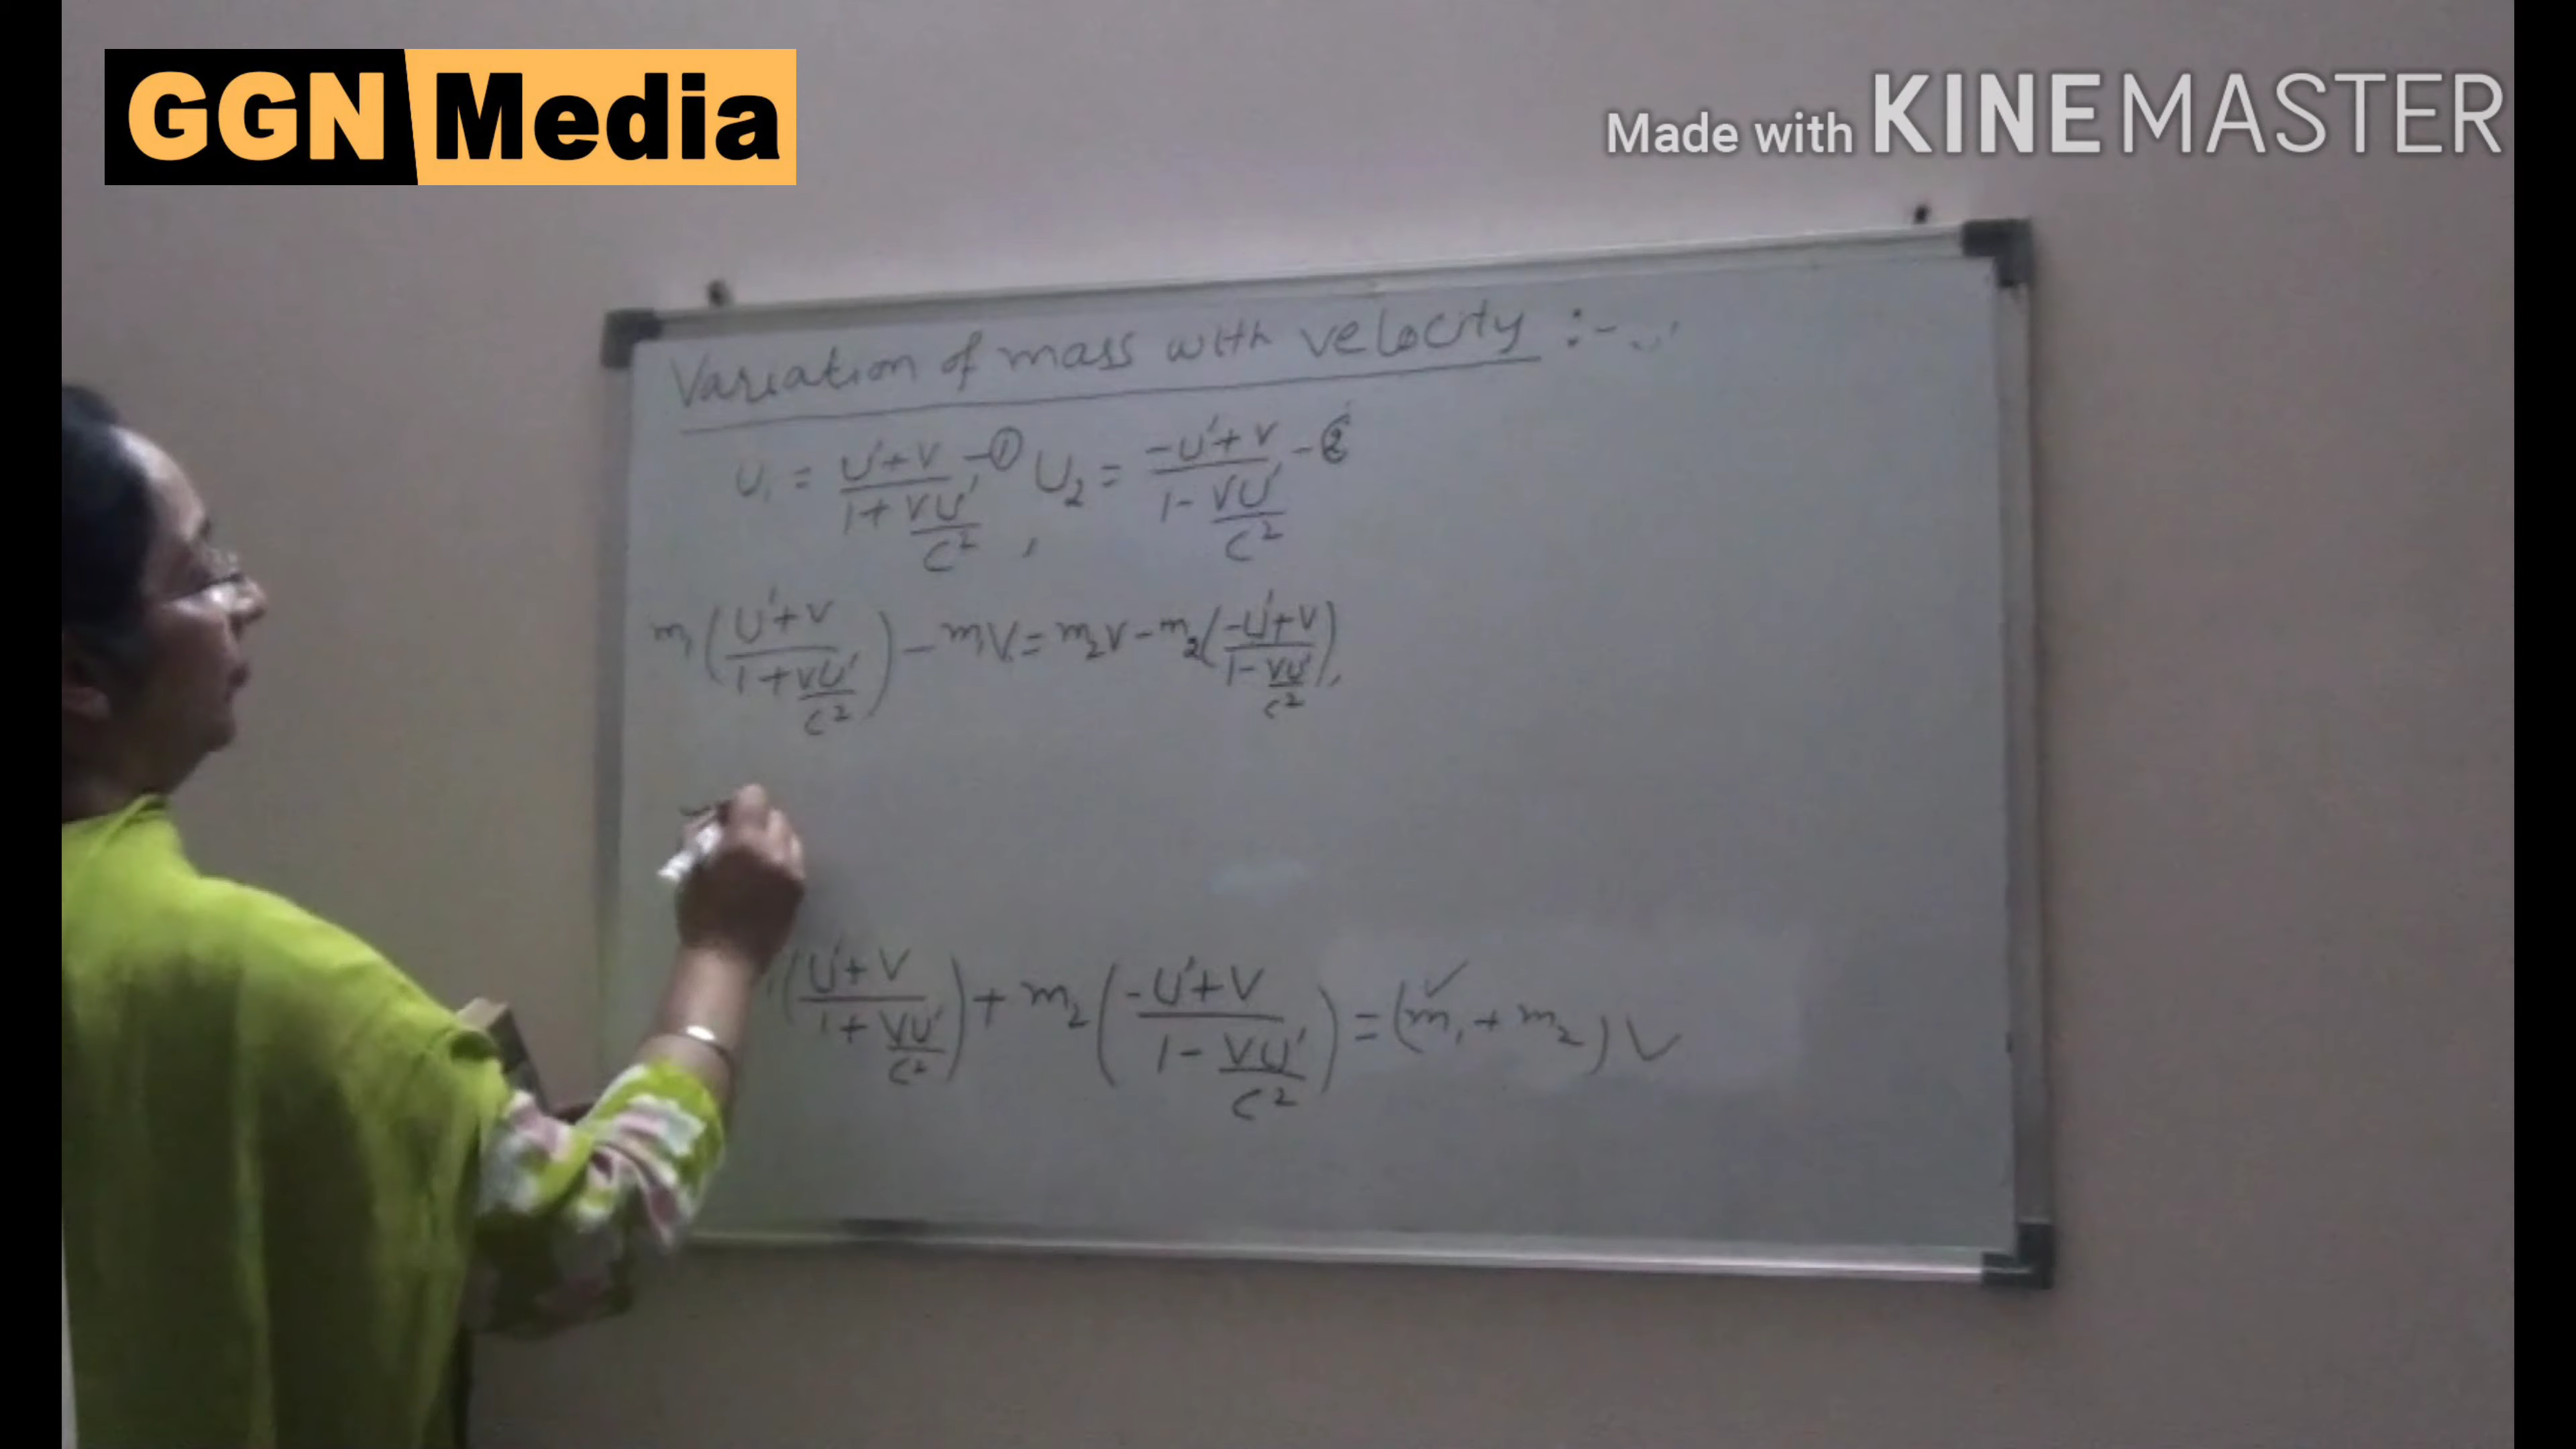 GGN Media
Made with KINEMASTER
Variation of mass with velocity :-
U₁ = (U'+V)/(1+VU'/C²) -① , U₂ = (-U'+V)/(1-VU'/C²) -②
m₁((U'+V)/(1+VU'/C²)) - m₁V = m₂V - m₂((-U'+V)/(1-VU'/C²))
((U'+V)/(1+VU'/C²)) + m₂((-U'+V)/(1-VU'/C²)) = (m₁+m₂)V